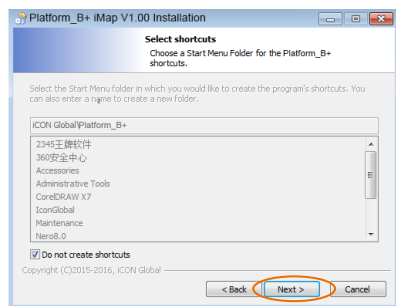 Platform_B+ iMap V1.00 Installation
Select shortcuts
Choose a Start Menu Folder for the Platform_B+
shortcuts.
Select the Start Menu folder in which you would like to create the program's shortcuts. You
can also enter a name to create a new folder.
iCON Global\Platform_B+
2345王牌软件
360安全中心
Accessories
Administrative Tools
CorelDRAW X7
IconGlobal
Maintenance
Nero8.0
Do not create shortcuts
Copyright (C)2015-2016, iCON Global
< Back
Next >
Cancel